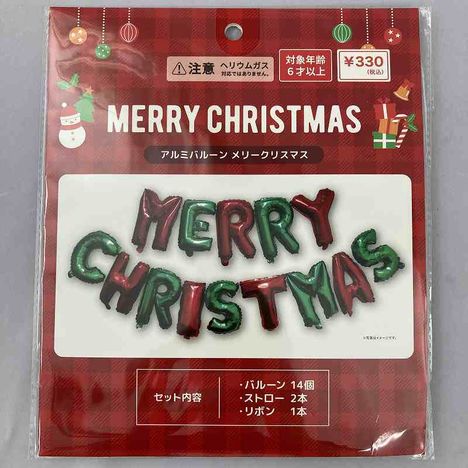 ⚠注意 ヘリウムガス
対応ではありません。
対象年齢
6才以上
¥330
(税込)
MERRY CHRISTMAS
アルミバルーン メリークリスマス
MERRY
CHRISTMAS
※写真はイメージです。
セット内容
・バルーン 14個
・ストロー 2本
・リボン 1本